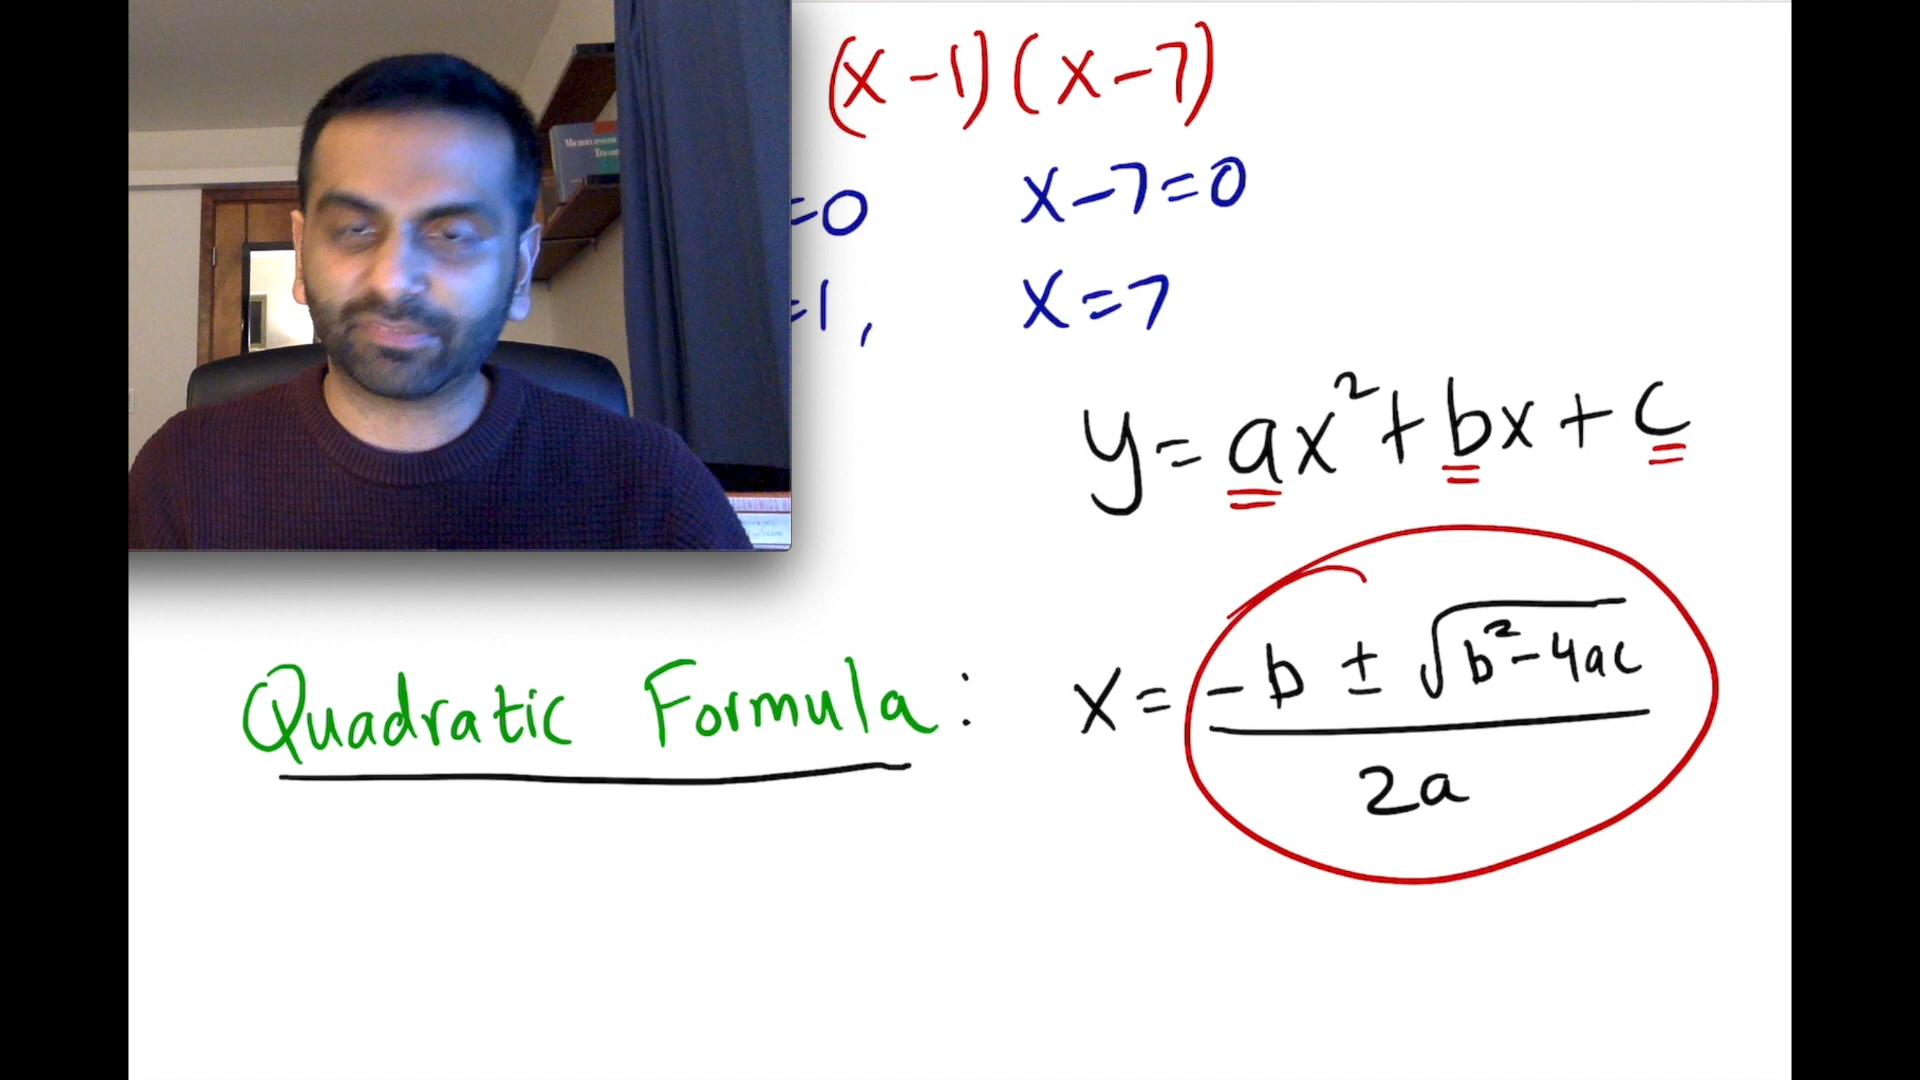 (x-1)(x-7)
=0 x-7=0
=1, x=7
y=ax²+bx+c
Quadratic Formula: x= -b ± √b²-4ac
2a